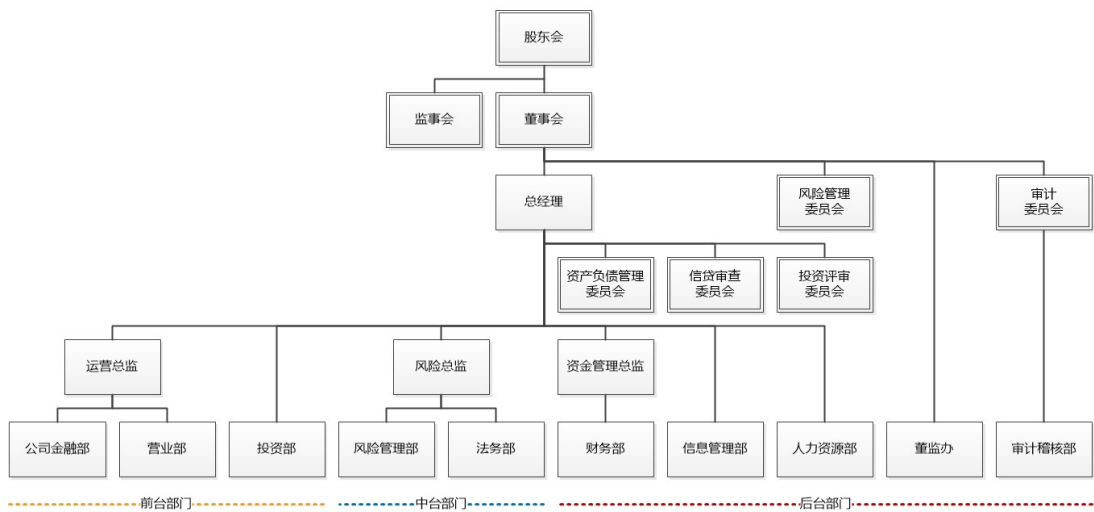 股东会
监事会
董事会
总经理
风险管理
委员会
审计
委员会
资产负债管理
委员会
信贷审查
委员会
投资评审
委员会
运营总监
风险总监
资金管理总监
公司金融部
营业部
投资部
风险管理部
法务部
财务部
信息管理部
人力资源部
董监办
审计稽核部
前台部门
中台部门
后台部门